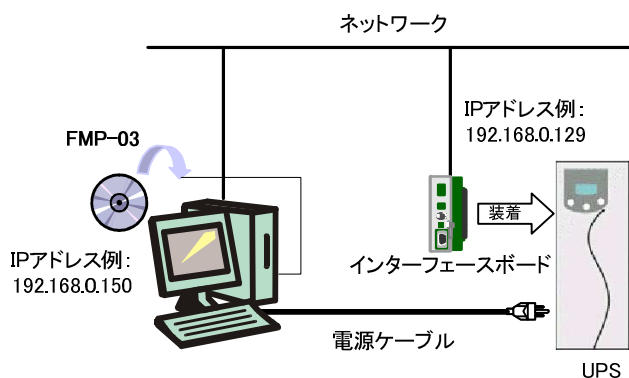 ネットワーク
IPアドレス例:
192.168.0.129
FMP-03
装着
インターフェースボード
IPアドレス例:
192.168.0.150
電源ケーブル
UPS